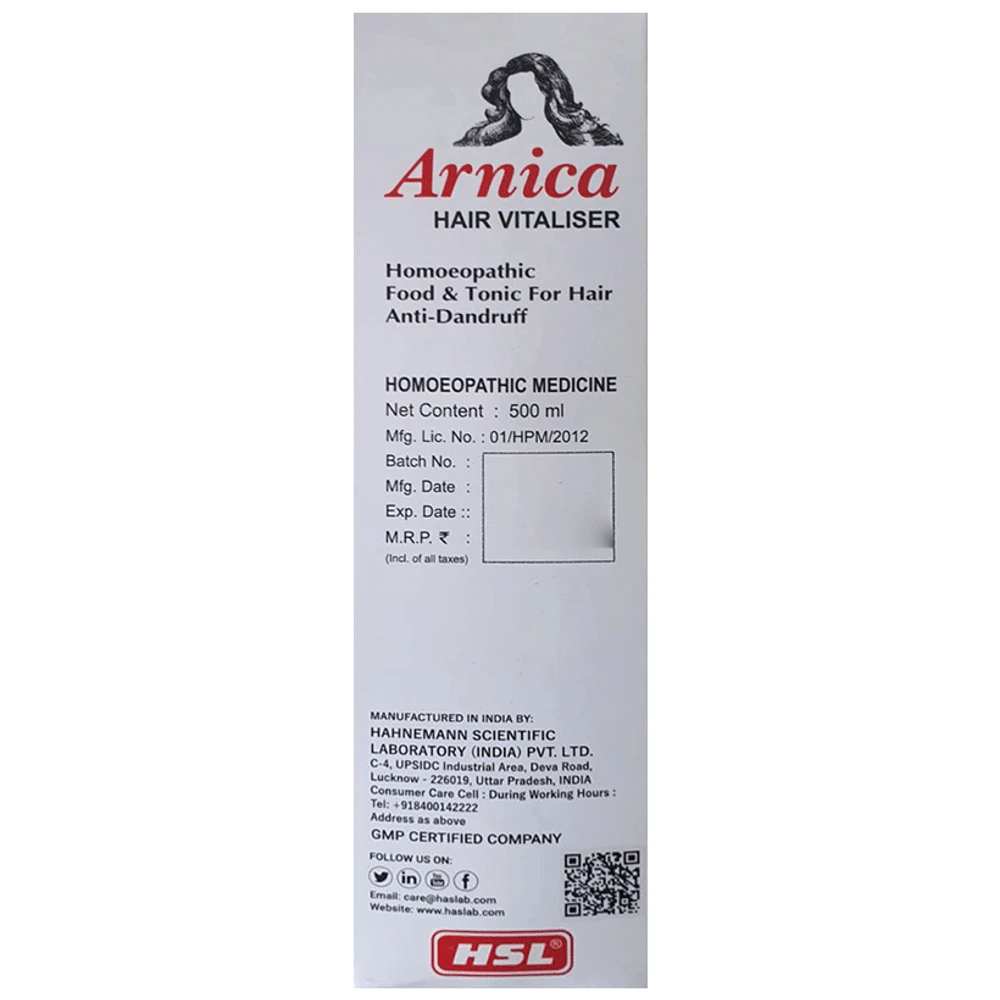 Arnica
HAIR VITALISER
Homoeopathic
Food & Tonic For Hair
Anti-Dandruff
HOMOEOPATHIC MEDICINE
Net Content : 500 ml
Mfg. Lic. No. : 01/HPM/2012
Batch No. :
Mfg. Date :
Exp. Date ::
M.R.P. ₹ :
(Incl. of all taxes)
MANUFACTURED IN INDIA BY:
HAHNEMANN SCIENTIFIC
LABORATORY (INDIA) PVT. LTD.
C-4, UPSIDC Industrial Area, Deva Road,
Lucknow - 226019, Uttar Pradesh, INDIA
Consumer Care Cell : During Working Hours :
Tel: +918400142222
Address as above
GMP CERTIFIED COMPANY
FOLLOW US ON:
in You Tube f
Email: care@haslab.com
Website: www.haslab.com
HSL®